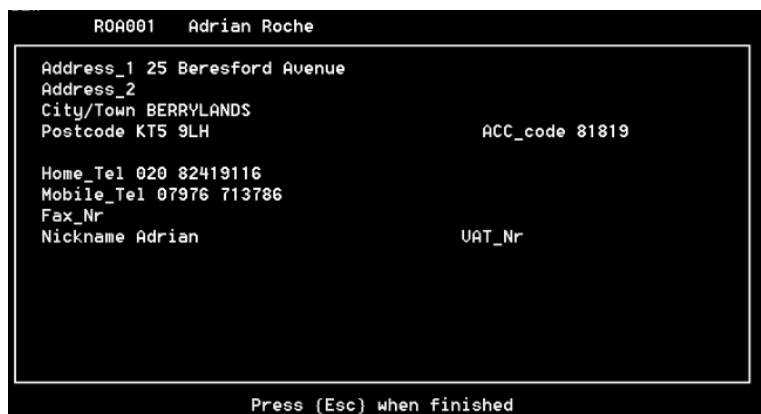 ROA001 Adrian Roche
Address_1 25 Beresford Avenue
Address_2
City/Town BERRYLANDS
Postcode KT5 9LH ACC_code 81819
Home_Tel 020 82419116
Mobile_Tel 07976 713786
Fax_Nr
Nickname Adrian VAT_Nr
Press {Esc} when finished